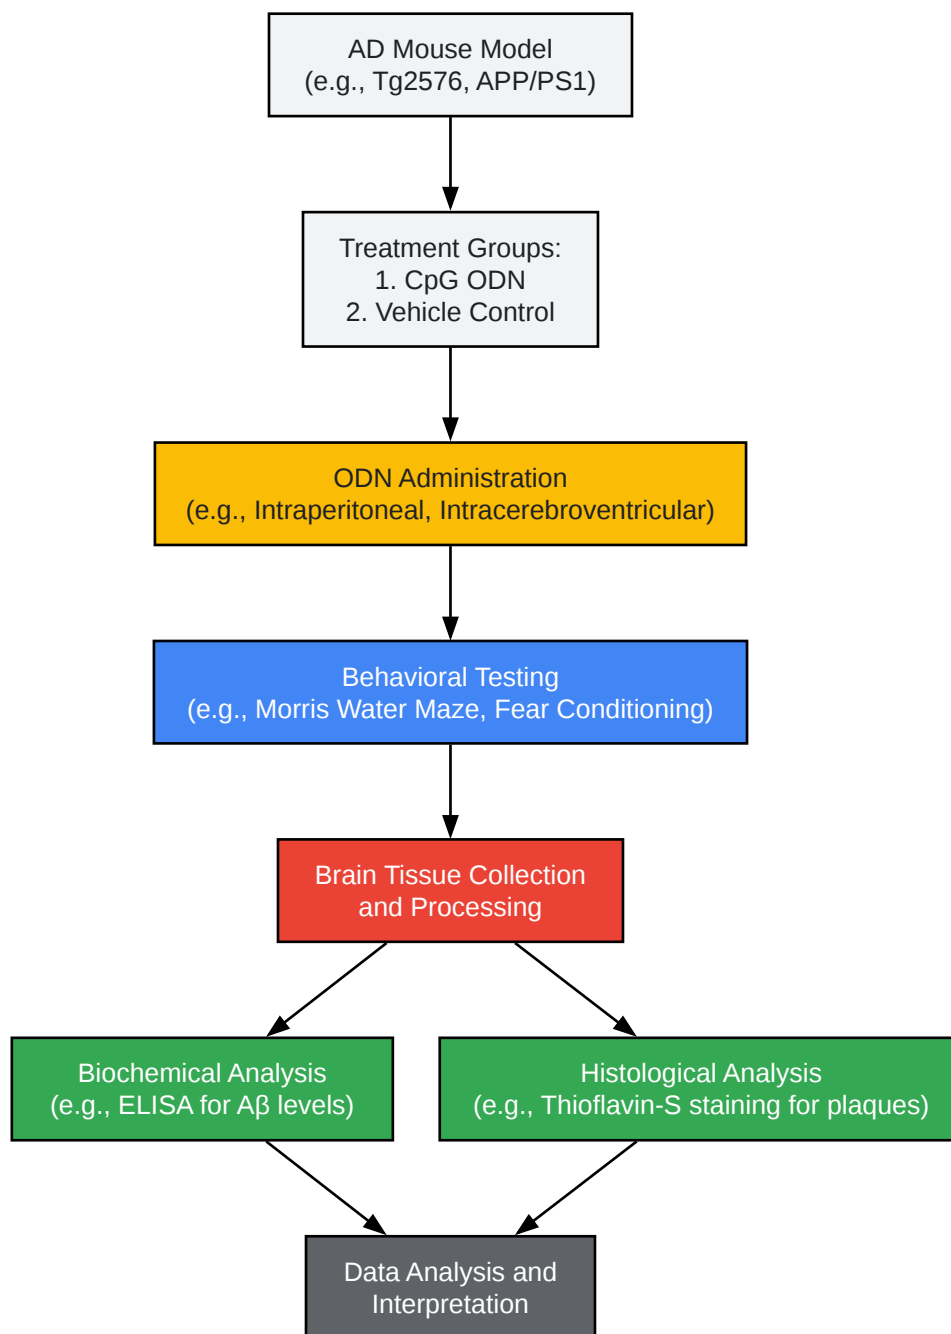 AD Mouse Model
(e.g., Tg2576, APP/PS1)
Treatment Groups:
1. CpG ODN
2. Vehicle Control
ODN Administration
(e.g., Intraperitoneal, Intracerebroventricular)
Behavioral Testing
(e.g., Morris Water Maze, Fear Conditioning)
Brain Tissue Collection
and Processing
Biochemical Analysis
(e.g., ELISA for Aβ levels)
Histological Analysis
(e.g., Thioflavin-S staining for plaques)
Data Analysis and
Interpretation